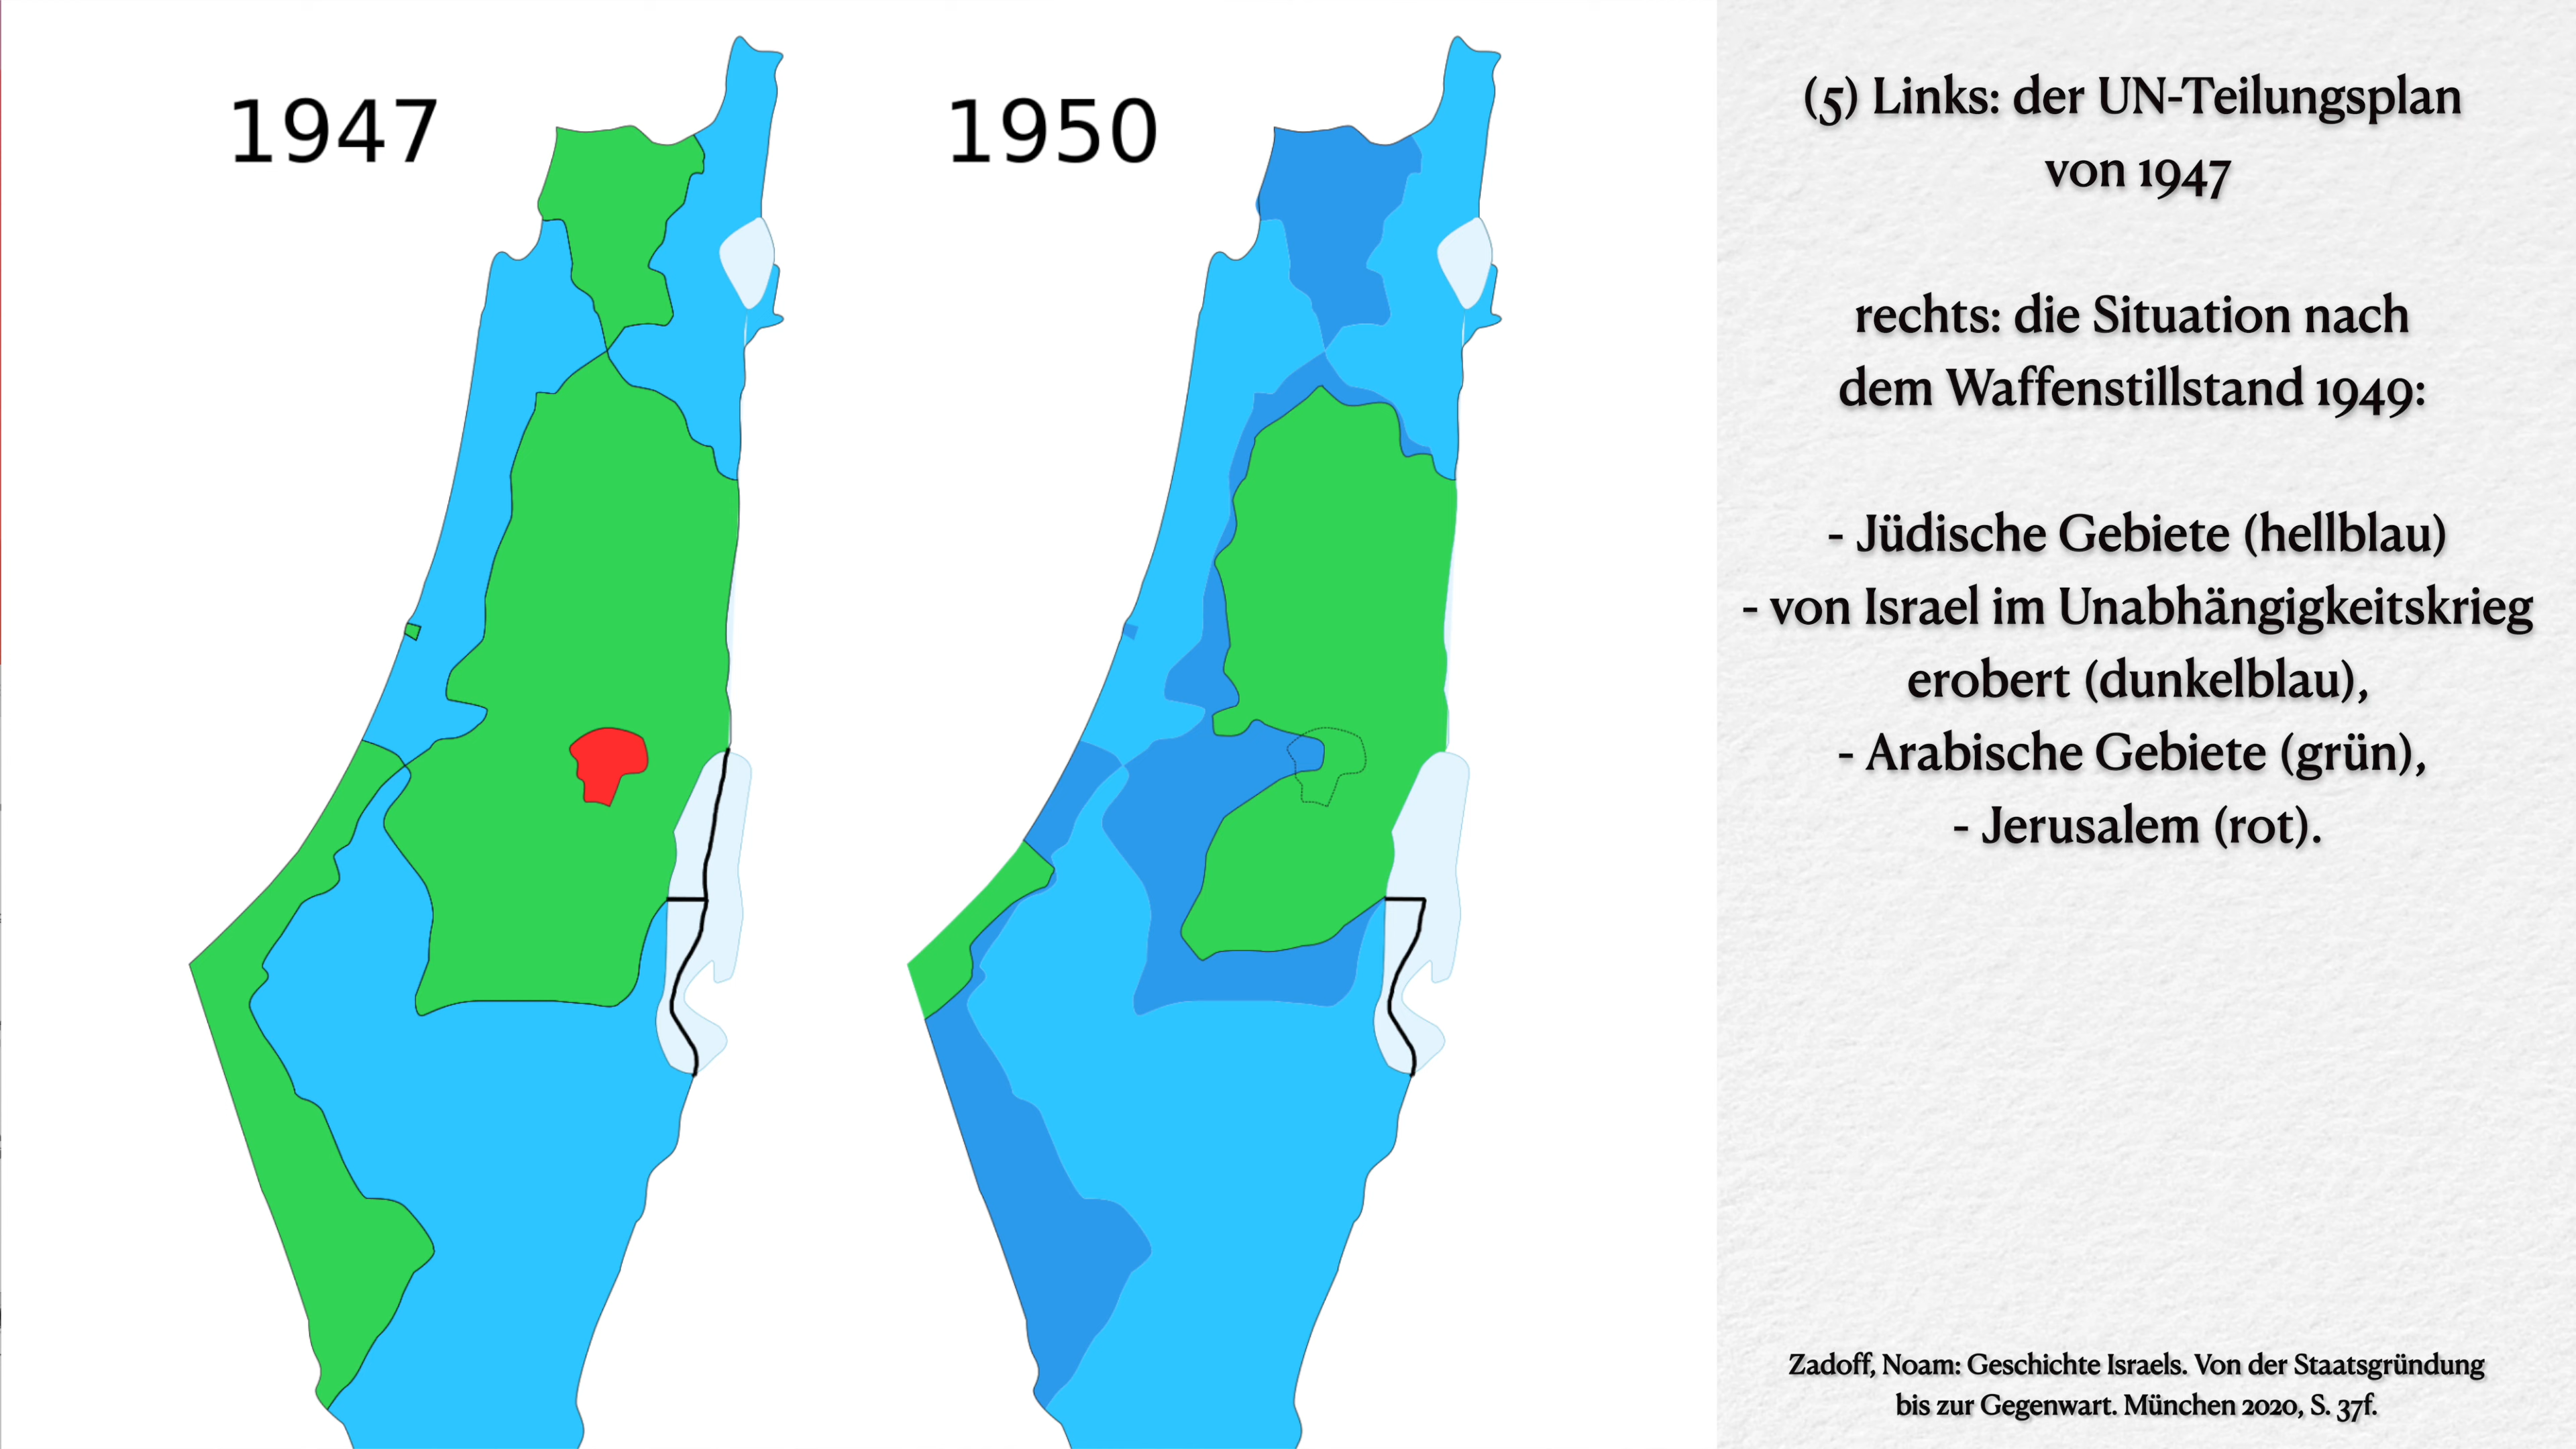 1947
1950
(5) Links: der UN-Teilungsplan
von 1947
rechts: die Situation nach
dem Waffenstillstand 1949:
- Jüdische Gebiete (hellblau)
- von Israel im Unabhängigkeitskrieg
erobert (dunkelblau),
- Arabische Gebiete (grün),
- Jerusalem (rot).
Zadoff, Noam: Geschichte Israels. Von der Staatsgründung
bis zur Gegenwart. München 2020, S. 37f.